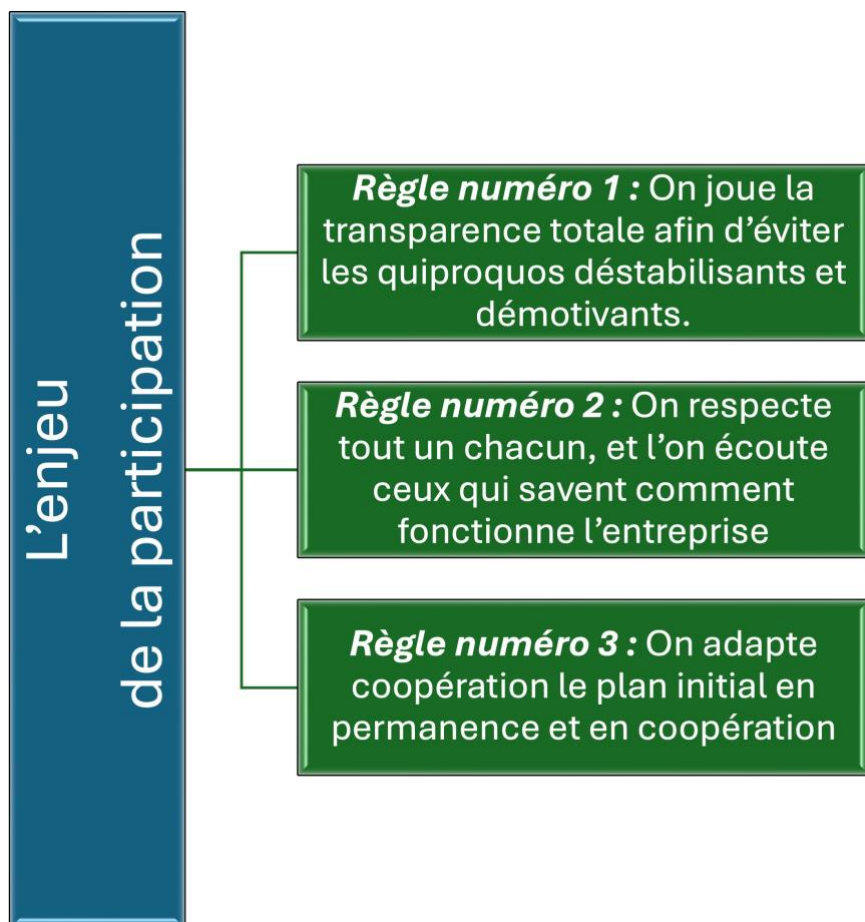 L'enjeu
de la participation
Règle numéro 1 : On joue la
transparence totale afin d'éviter
les quiproquos déstabilisants et
démotivants.
Règle numéro 2 : On respecte
tout un chacun, et l'on écoute
ceux qui savent comment
fonctionne l'entreprise
Règle numéro 3 : On adapte
coopération le plan initial en
permanence et en coopération